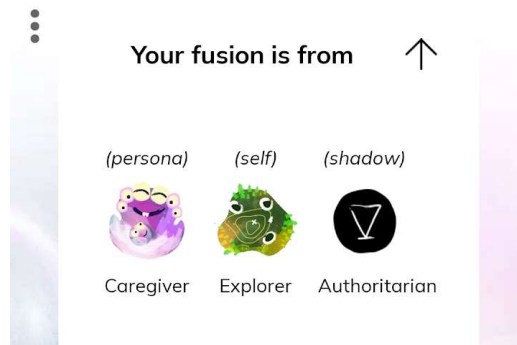 Your fusion is from
(persona) (self) (shadow)
Caregiver Explorer Authoritarian